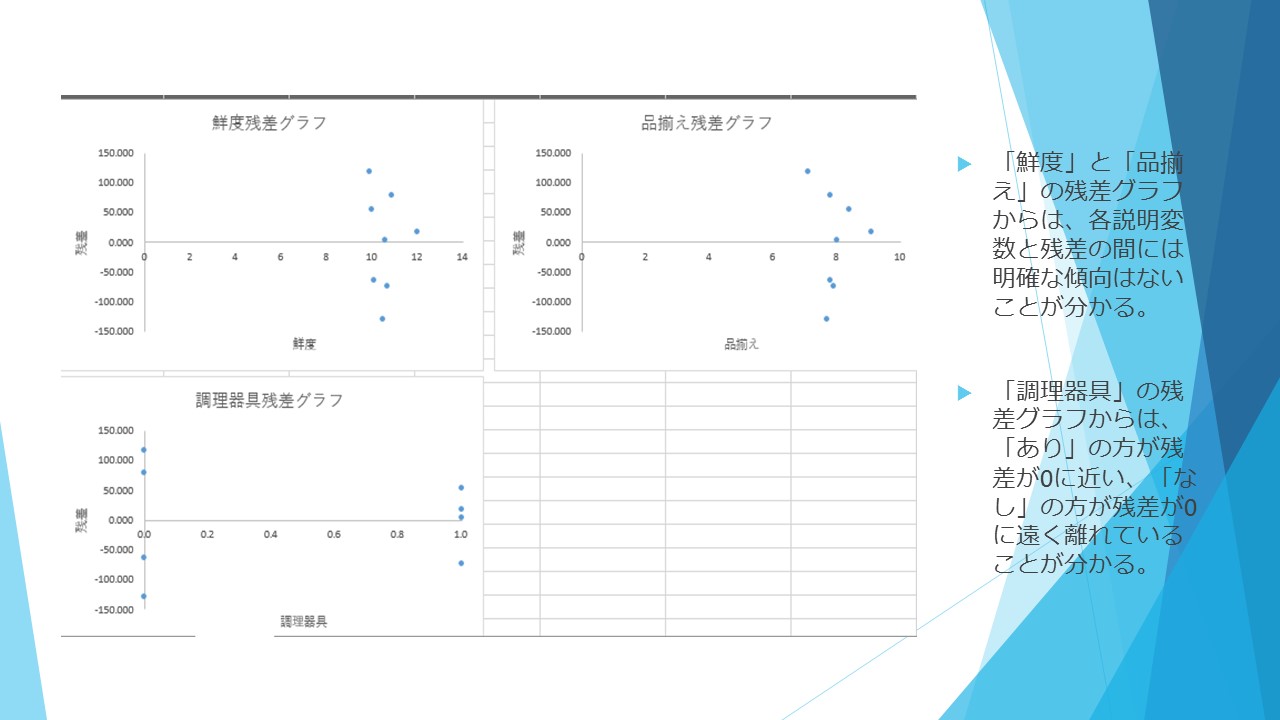 鮮度残差グラフ
150.000
100.000
50.000
0.000
-50.000
-100.000
-150.000
残差
0 2 4 6 8 10 12 14
鮮度
品揃え残差グラフ
150.000
100.000
50.000
0.000
-50.000
-100.000
-150.000
残差
0 2 4 6 8 10
品揃え
調理器具残差グラフ
150.000
100.000
50.000
0.000
-50.000
-100.000
-150.000
残差
0.0 0.2 0.4 0.6 0.8 1.0
調理器具
「鮮度」と「品揃
え」の残差グラフ
からは、各説明変
数と残差の間には
明確な傾向はない
ことが分かる。
「調理器具」の残
差グラフからは、
「あり」の方が残
差が0に近い、「な
し」の方が残差が0
に遠く離れている
ことが分かる。